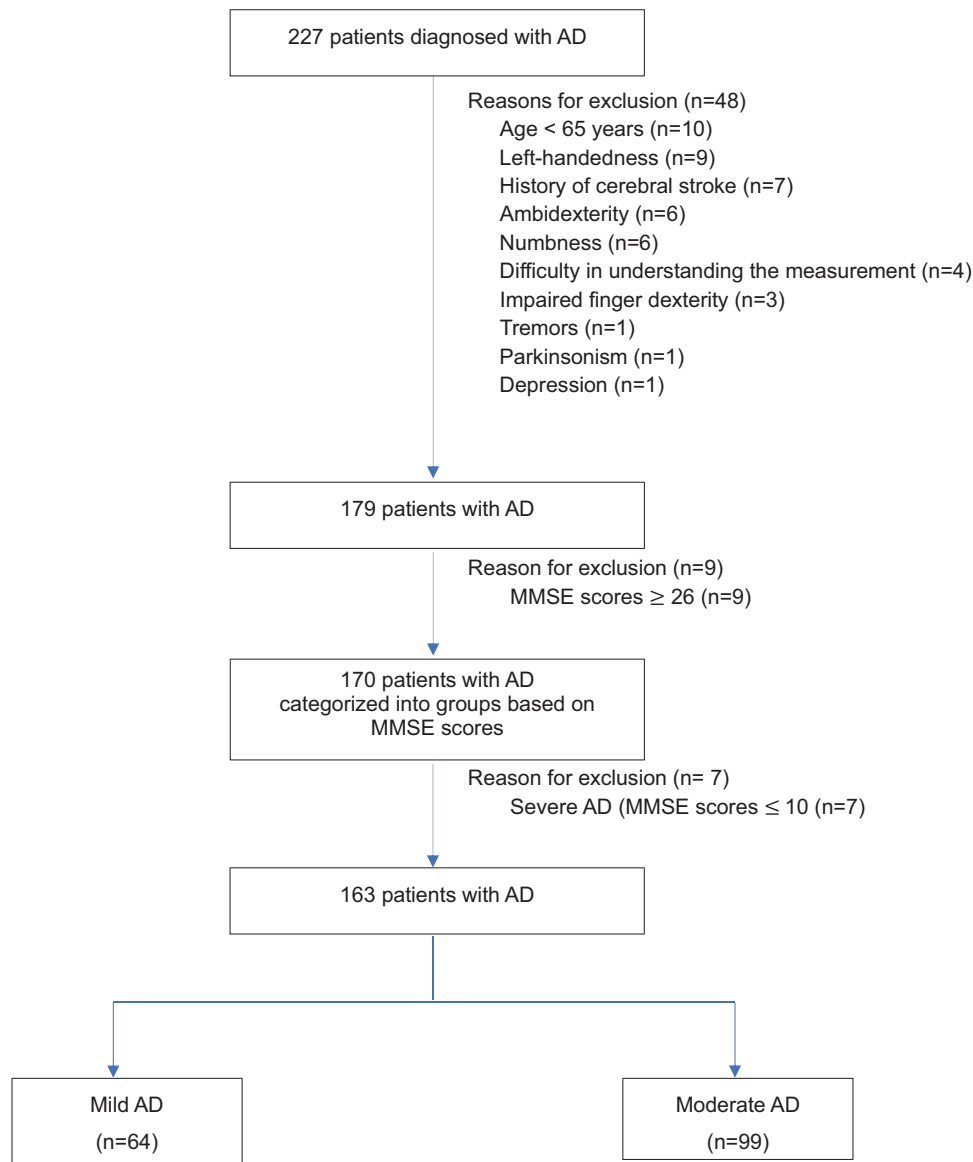 227 patients diagnosed with AD
Reasons for exclusion (n=48)
Age < 65 years (n=10)
Left-handedness (n=9)
History of cerebral stroke (n=7)
Ambidexterity (n=6)
Numbness (n=6)
Difficulty in understanding the measurement (n=4)
Impaired finger dexterity (n=3)
Tremors (n=1)
Parkinsonism (n=1)
Depression (n=1)
179 patients with AD
Reason for exclusion (n=9)
MMSE scores ≥ 26 (n=9)
170 patients with AD
categorized into groups based on
MMSE scores
Reason for exclusion (n= 7)
Severe AD (MMSE scores ≤ 10 (n=7)
163 patients with AD
Mild AD
(n=64)
Moderate AD
(n=99)